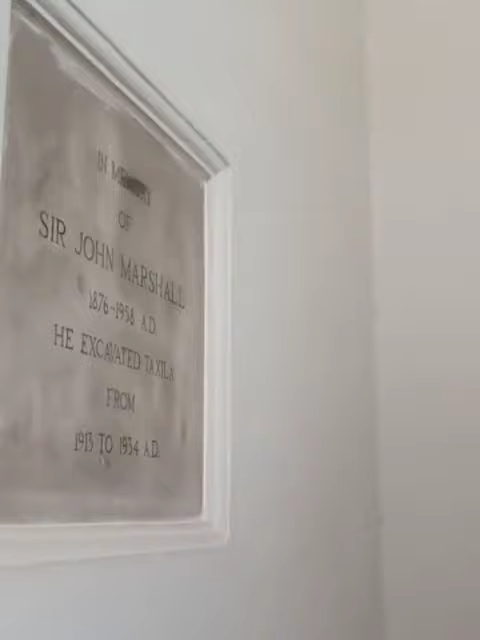 IN MEMORY
OF
SIR JOHN MARSHALL
1876-1958 A.D.
HE EXCAVATED TAXILA
FROM
1913 TO 1934 A.D.